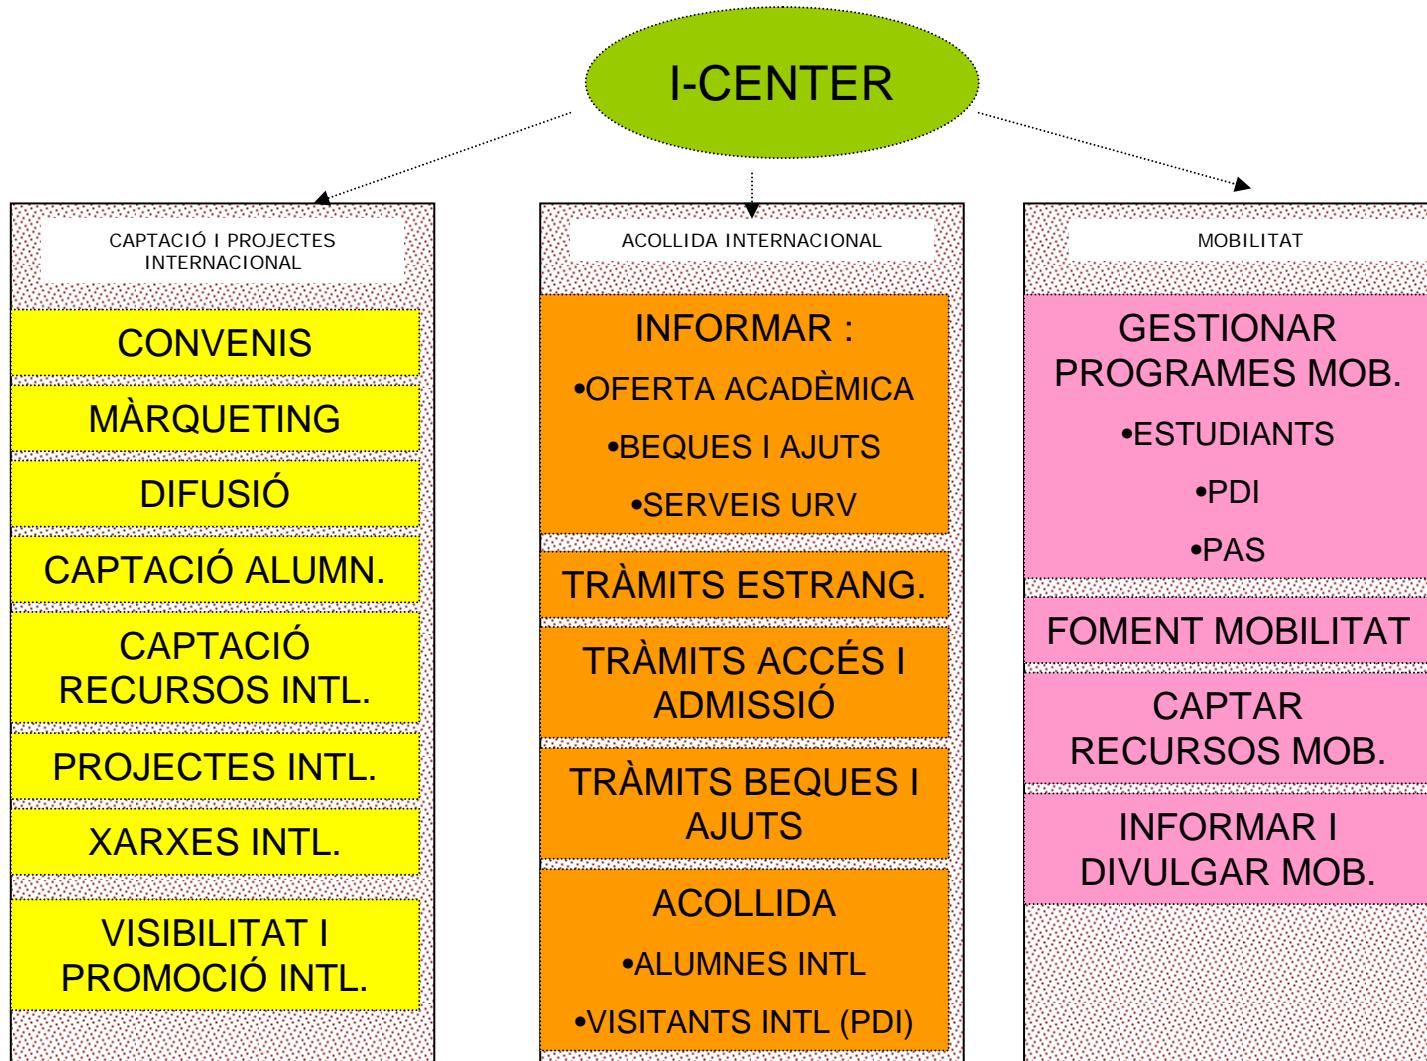 I-CENTER
CAPTACIÓ I PROJECTES
INTERNACIONAL
CONVENIS
MÀRQUETING
DIFUSIÓ
CAPTACIÓ ALUMN.
CAPTACIÓ
RECURSOS INTL.
PROJECTES INTL.
XARXES INTL.
VISIBILITAT I
PROMOCIÓ INTL.
ACOLLIDA INTERNACIONAL
INFORMAR :
•OFERTA ACADÈMICA
•BEQUES I AJUTS
•SERVEIS URV
TRÀMITS ESTRANG.
TRÀMITS ACCÉS I
ADMISSIÓ
TRÀMITS BEQUES I
AJUTS
ACOLLIDA
•ALUMNES INTL
•VISITANTS INTL (PDI)
MOBILITAT
GESTIONAR
PROGRAMES MOB.
•ESTUDIANTS
•PDI
•PAS
FOMENT MOBILITAT
CAPTAR
RECURSOS MOB.
INFORMAR I
DIVULGAR MOB.